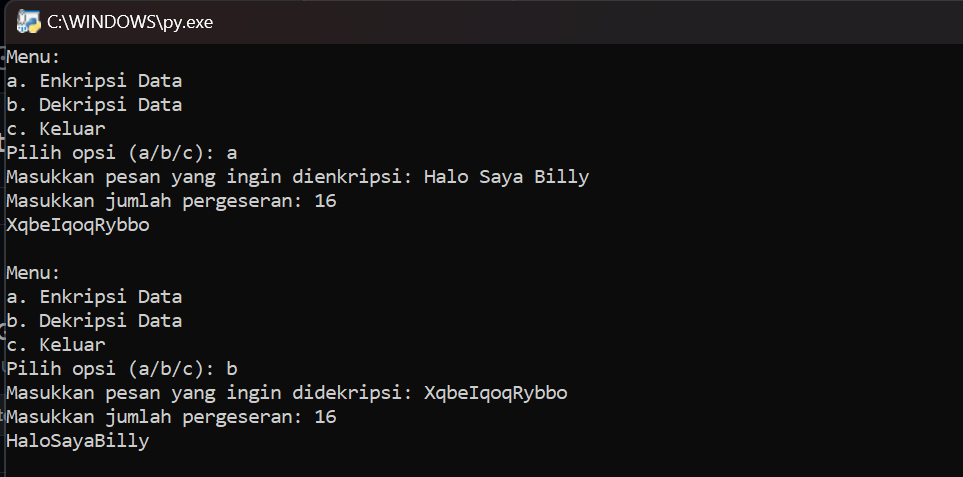 C:\WINDOWS\py.exe
Menu:
a. Enkripsi Data
b. Dekripsi Data
c. Keluar
Pilih opsi (a/b/c): a
Masukkan pesan yang ingin dienkripsi: Halo Saya Billy
Masukkan jumlah pergeseran: 16
XqbeIqoqRybbo
Menu:
a. Enkripsi Data
b. Dekripsi Data
c. Keluar
Pilih opsi (a/b/c): b
Masukkan pesan yang ingin didekripsi: XqbeIqoqRybbo
Masukkan jumlah pergeseran: 16
HaloSayaBilly